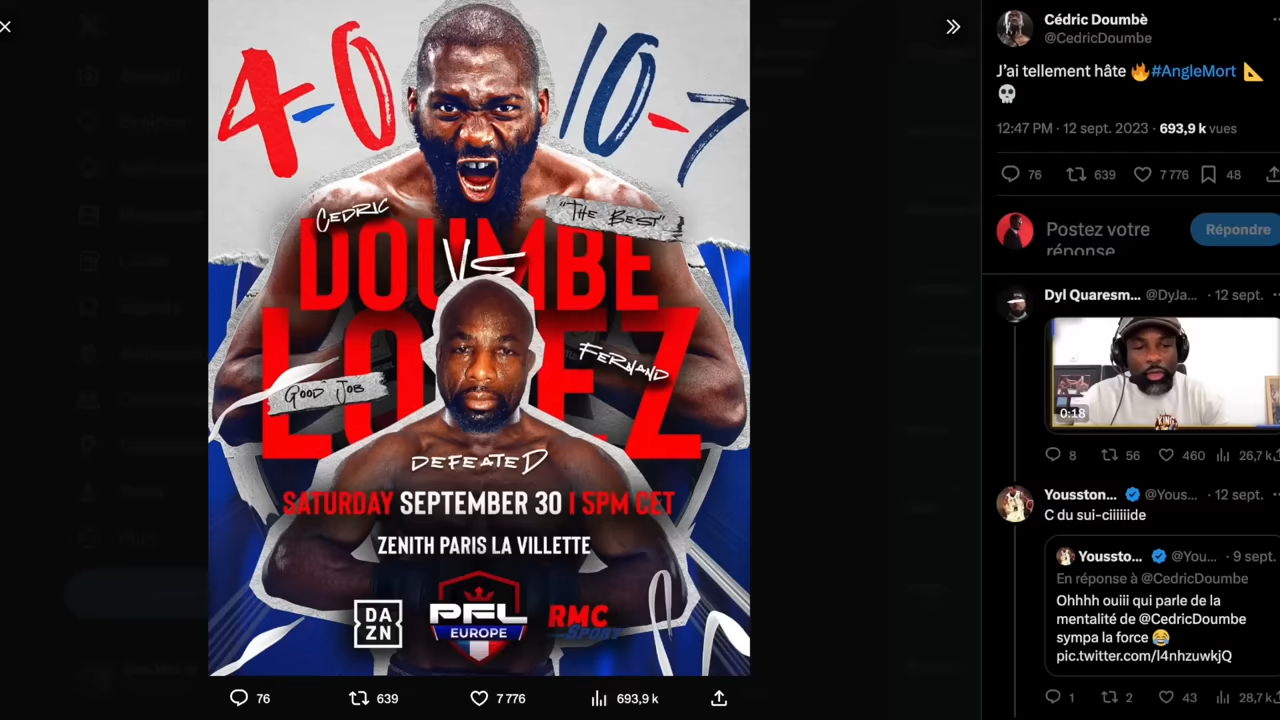 4-0
10-7
CEDRIC
"THE BEST"
DOUMBE
VS
LOPEZ
FERNAND
GOOD JOB
DEFEATED
SATURDAY SEPTEMBER 30 I 5PM CET
ZENITH PARIS LA VILLETTE
DAZN
PFL
EUROPE
RMC
SPORT
76
639
7 776
693,9 k
Cédric Doumbè
@CedricDoumbe
J'ai tellement hâte 🔥#AngleMort 📐
💀
12:47 PM · 12 sept. 2023 · 693,9 k vues
76 639 7 776 48
Postez votre
réponse
Répondre
Dyl Quaresm... @DyJa... · 12 sept.
KING
0:18
8 56 460 26,7 k
Yousston... @Yous... · 12 sept.
C du sui-ciiiiiide
Youssto... @You... · 9 sept.
En réponse à @CedricDoumbe
Ohhhh ouiii qui parle de la
mentalité de @CedricDoumbe
sympa la force 😂
pic.twitter.com/l4nhzuwkjQ
1 2 43 28,7 k